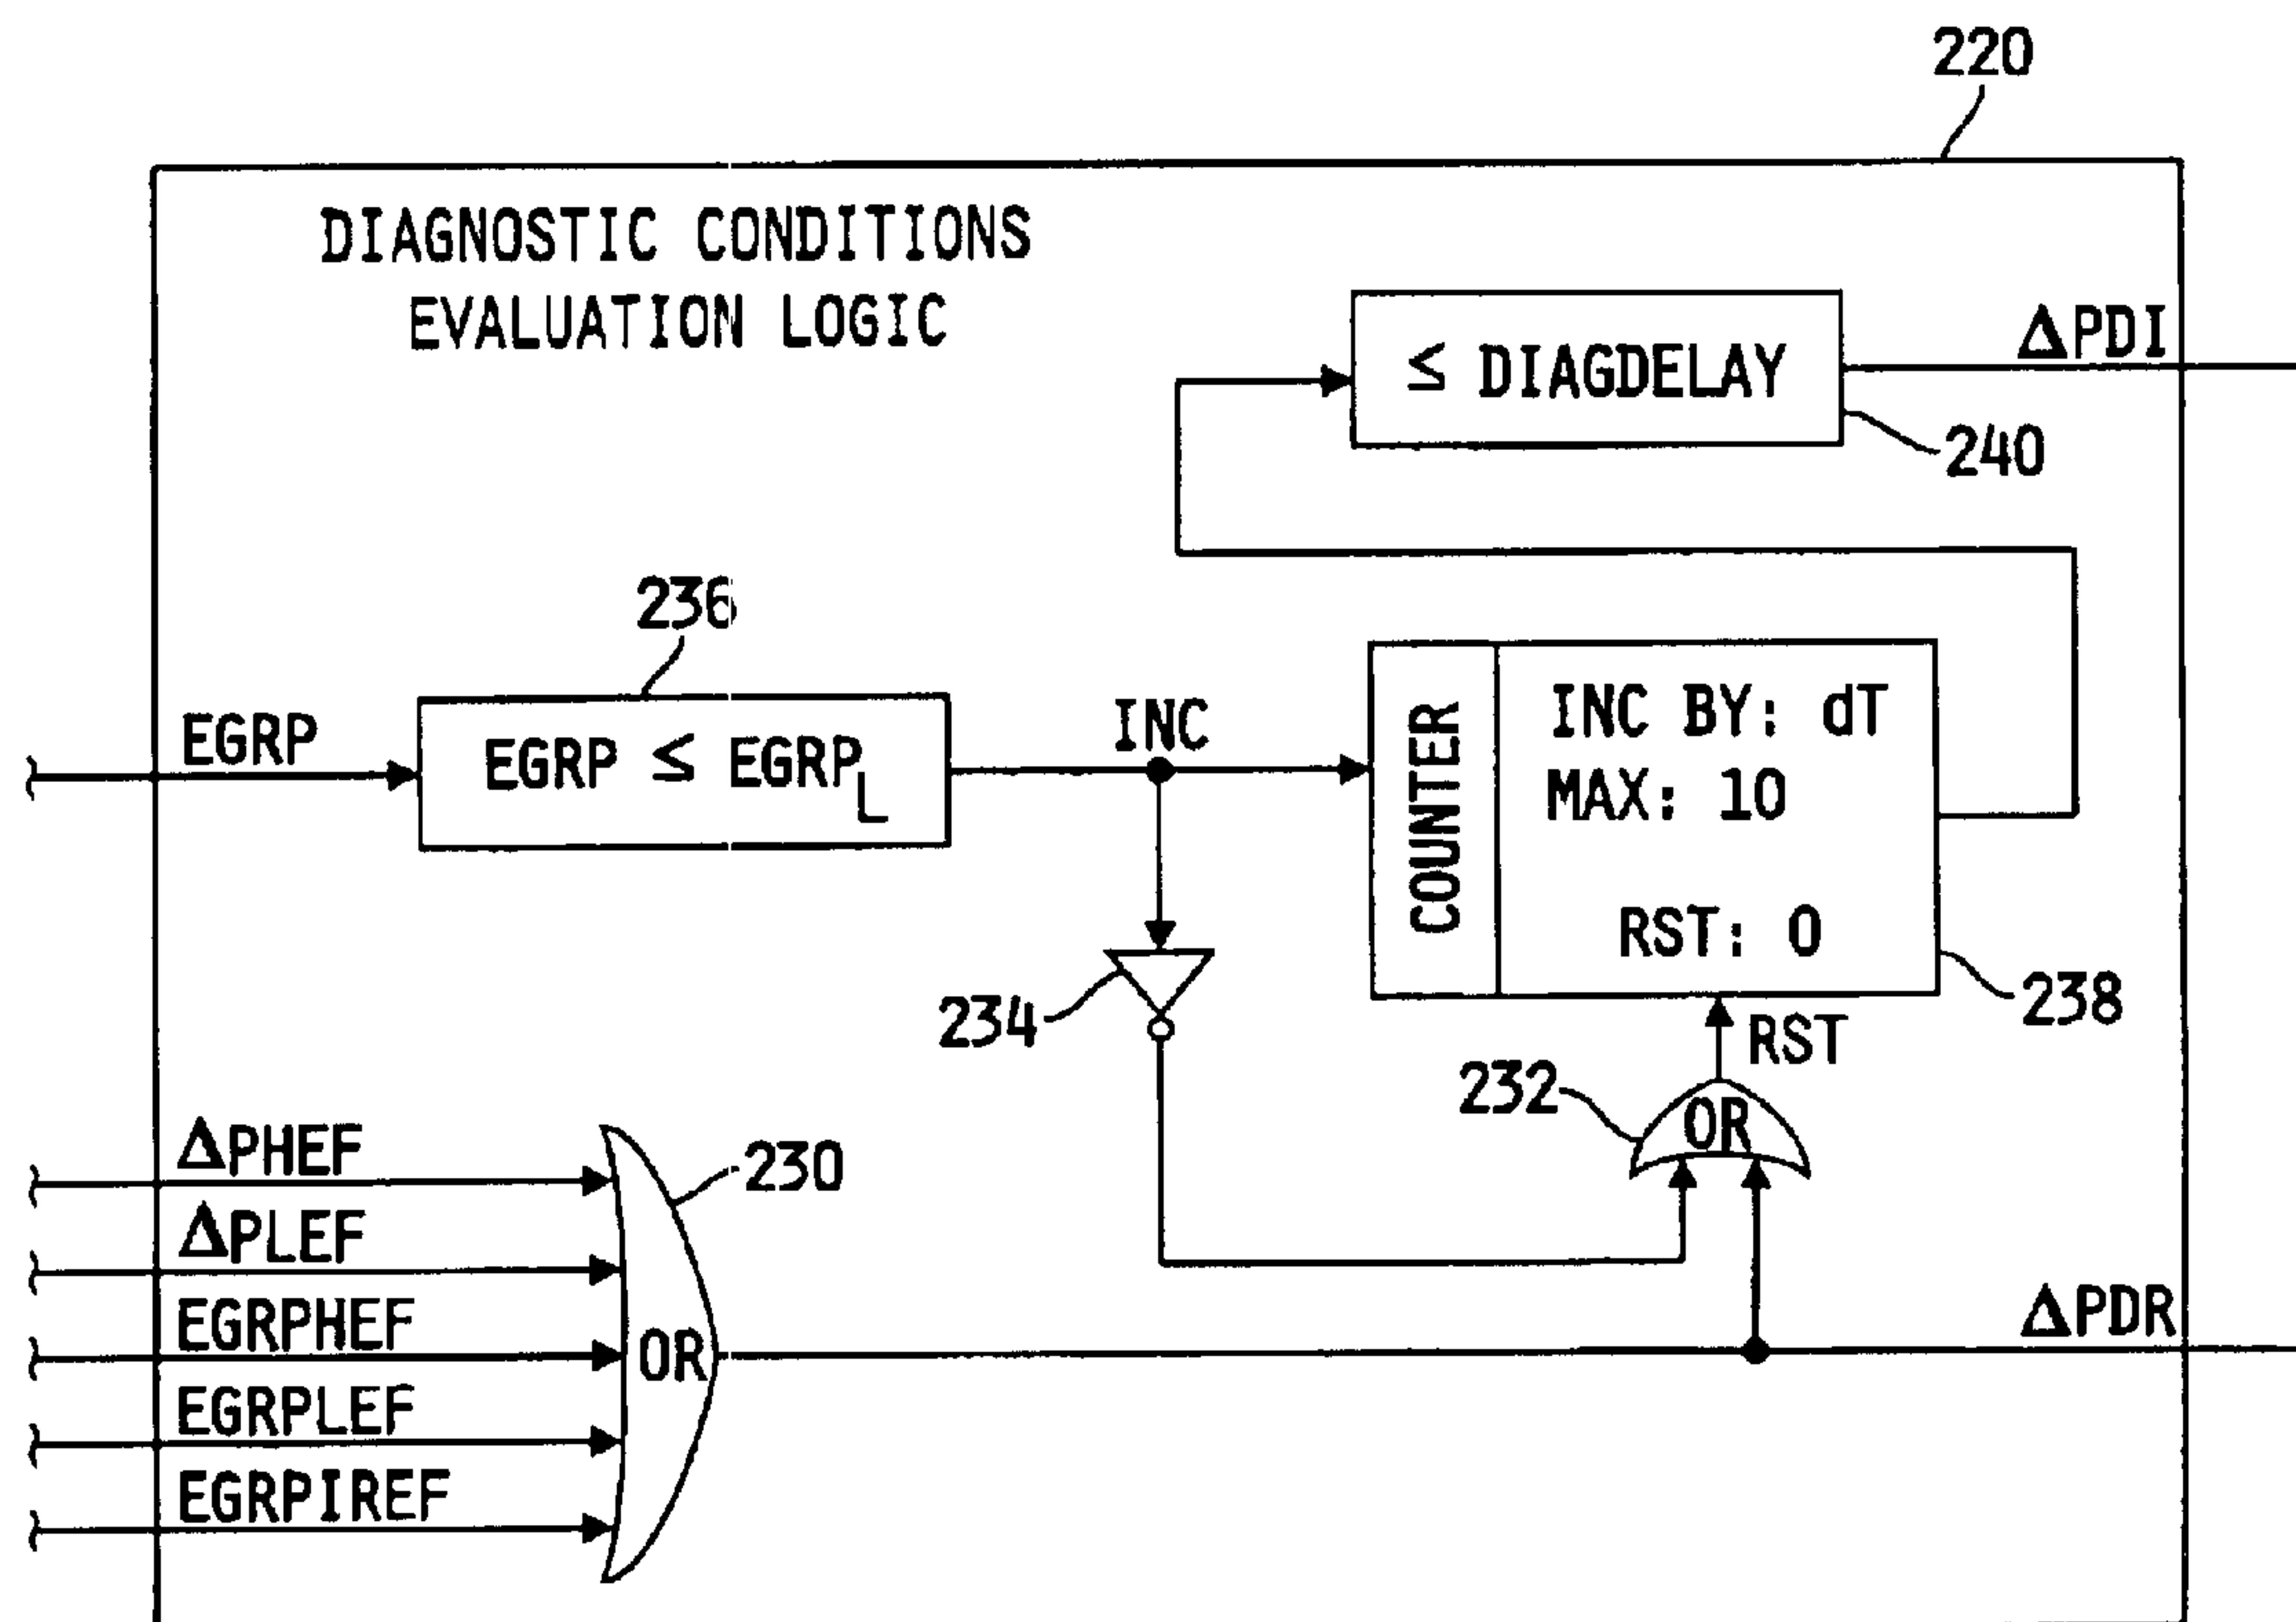 220
DIAGNOSTIC CONDITIONS
EVALUATION LOGIC
≤ DIAGDELAY
ΔPDI
240
236
EGRP
EGRP ≤ EGRPL
INC
COUNTER
INC BY: dT
MAX: 10
RST: 0
234
238
RST
232
OR
ΔPHEF
230
ΔPLEF
EGRPHEF
OR
ΔPDR
EGRPLEF
EGRPIREF